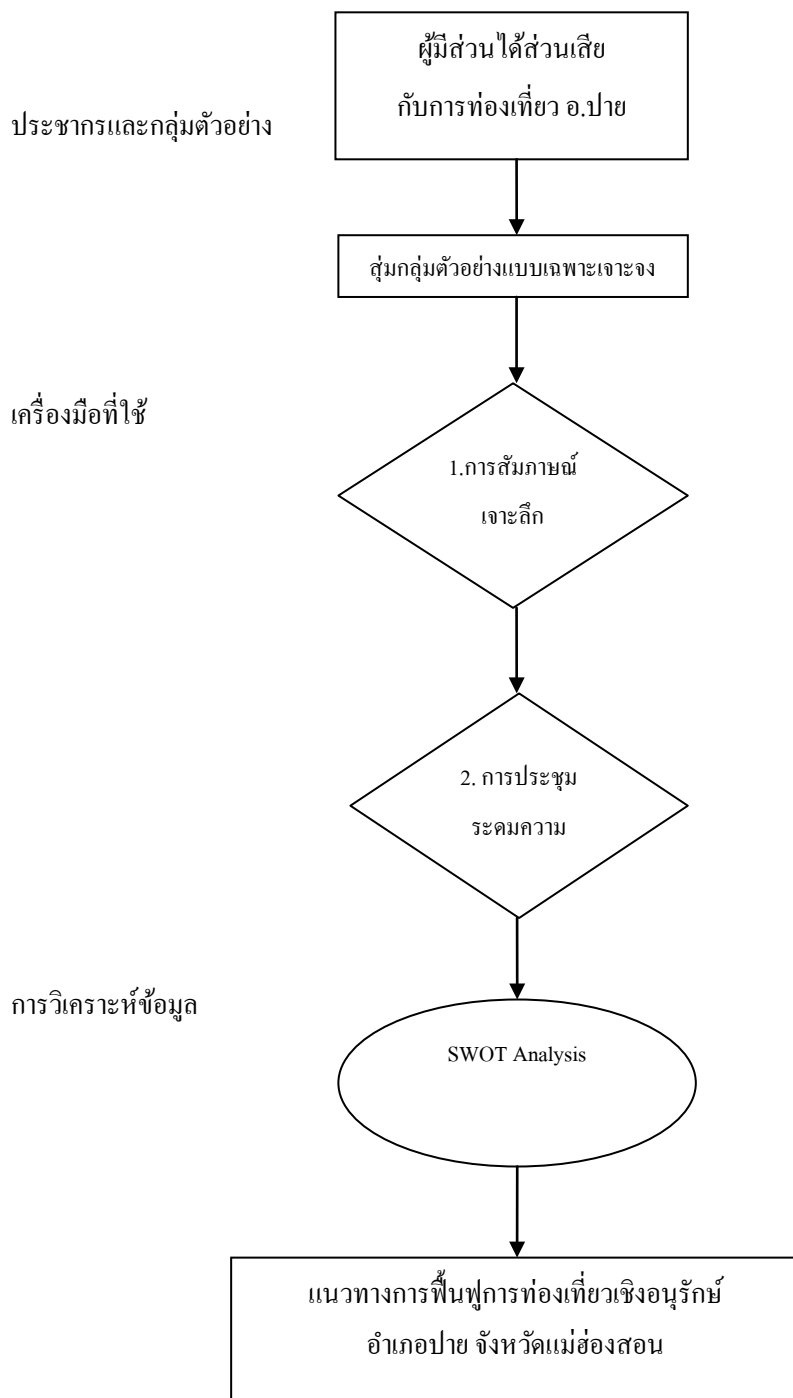 ผู้มีส่วนได้ส่วนเสีย
กับการท่องเที่ยว อ.ปาย
ประชากรและกลุ่มตัวอย่าง
สุ่มกลุ่มตัวอย่างแบบเฉพาะเจาะจง
เครื่องมือที่ใช้
1.การสัมภาษณ์
เจาะลึก
2. การประชุม
ระดมความ
การวิเคราะห์ข้อมูล
SWOT Analysis
แนวทางการฟื้นฟูการท่องเที่ยวเชิงอนุรักษ์
อำเภอปาย จังหวัดแม่ฮ่องสอน